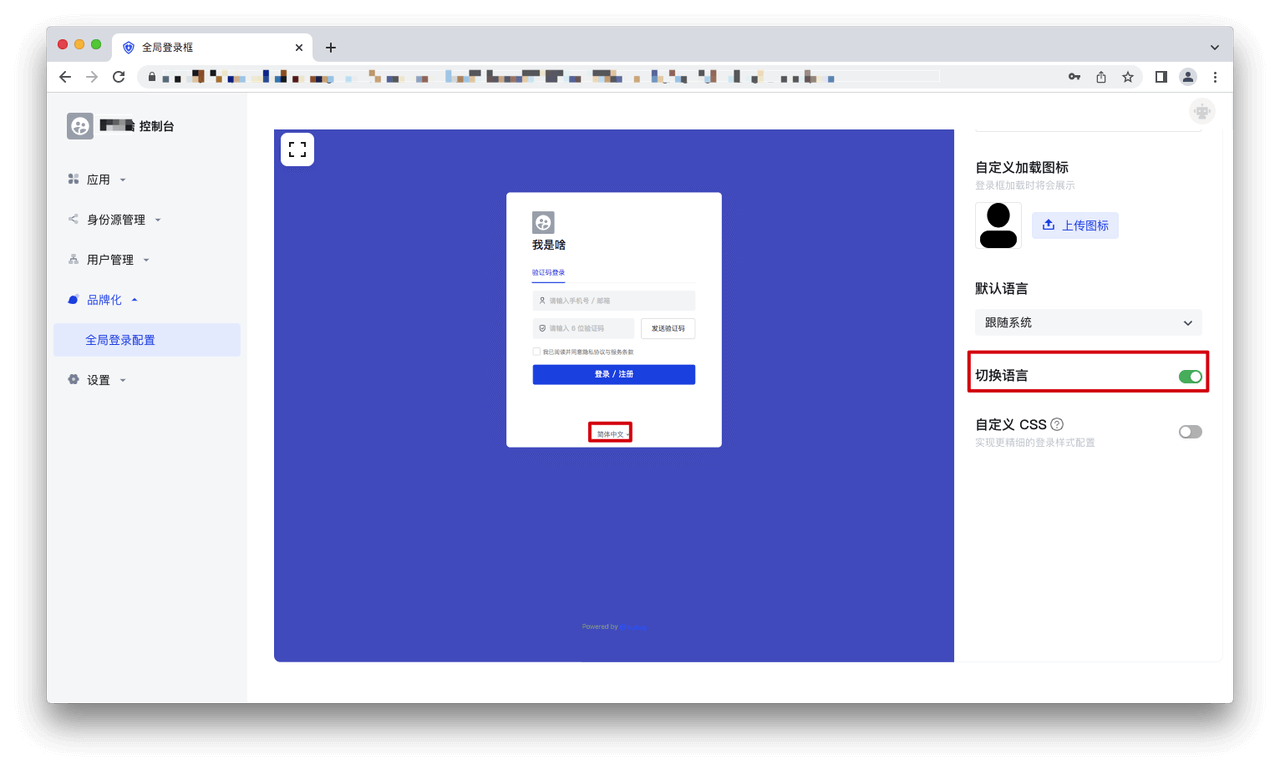 全局登录框
控制台
应用
身份源管理
用户管理
品牌化
全局登录配置
设置
我是啥
验证码登录
请输入手机号 / 邮箱
请输入 6 位验证码
发送验证码
我已阅读并同意隐私协议与服务条款
登录 / 注册
简体中文
Powered by
自定义加载图标
登录框加载时将会展示
上传图标
默认语言
跟随系统
切换语言
自定义 CSS
实现更精细的登录样式配置